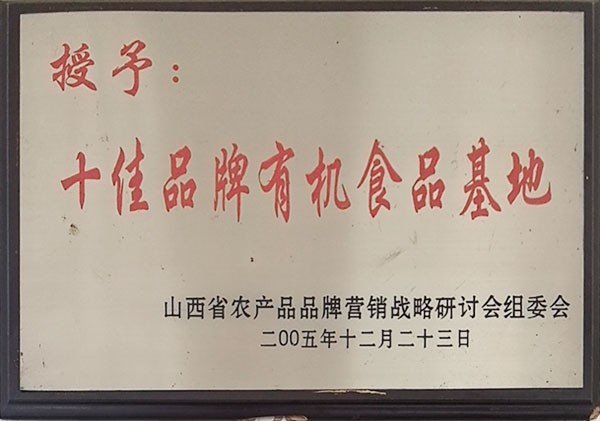 授予：
十佳品牌有机食品基地
山西省农产品品牌营销战略研讨会组委会
二00五年十二月二十三日